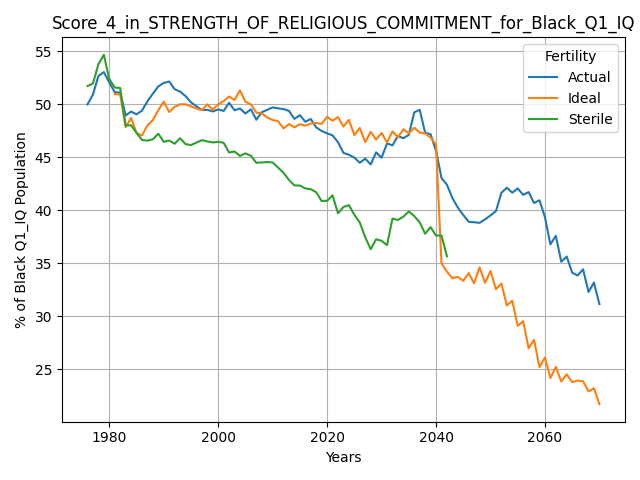 Score_4_in_STRENGTH_OF_RELIGIOUS_COMMITMENT_for_Black_Q1_IQ
% of Black Q1_IQ Population
55
50
45
40
35
30
25
Fertility
Actual
Ideal
Sterile
1980
2000
2020
2040
2060
Years